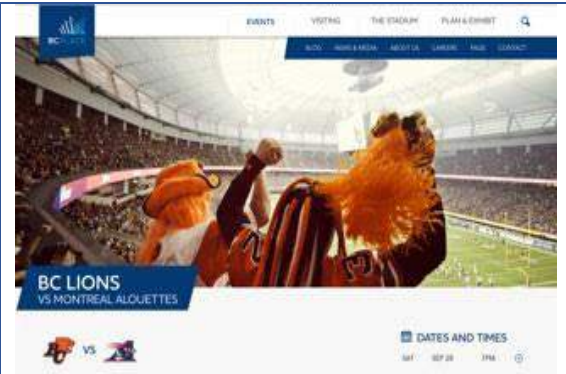 BC PLACE
EVENTS VISITING THE STADIUM PLAN & EXHIBIT
BLOG NEWS & MEDIA ABOUT US CAREERS FAQS CONTACT
BC LIONS
VS MONTREAL ALOUETTES
VS
DATES AND TIMES
SAT SEP 28 7PM